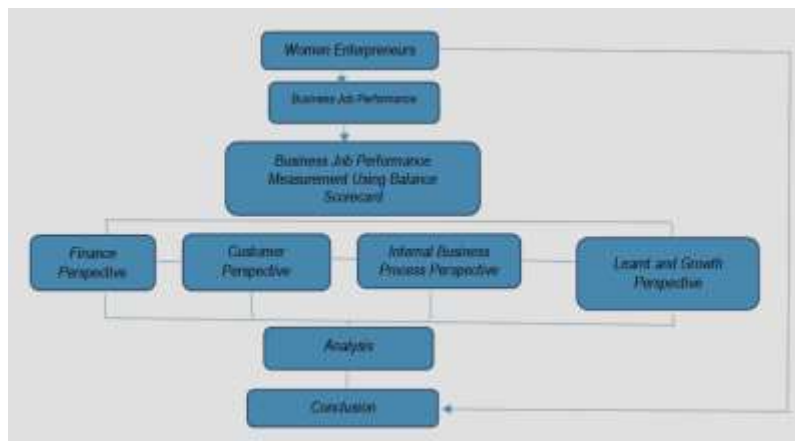 Women Enterpreneurs
Business Job Performance
Business Job Performance
Measurement Using Balance
Scorecard
Finance
Perspective
Customer
Perspective
Internal Business
Process Perspective
Learnt and Growth
Perspective
Analysis
Conclusion